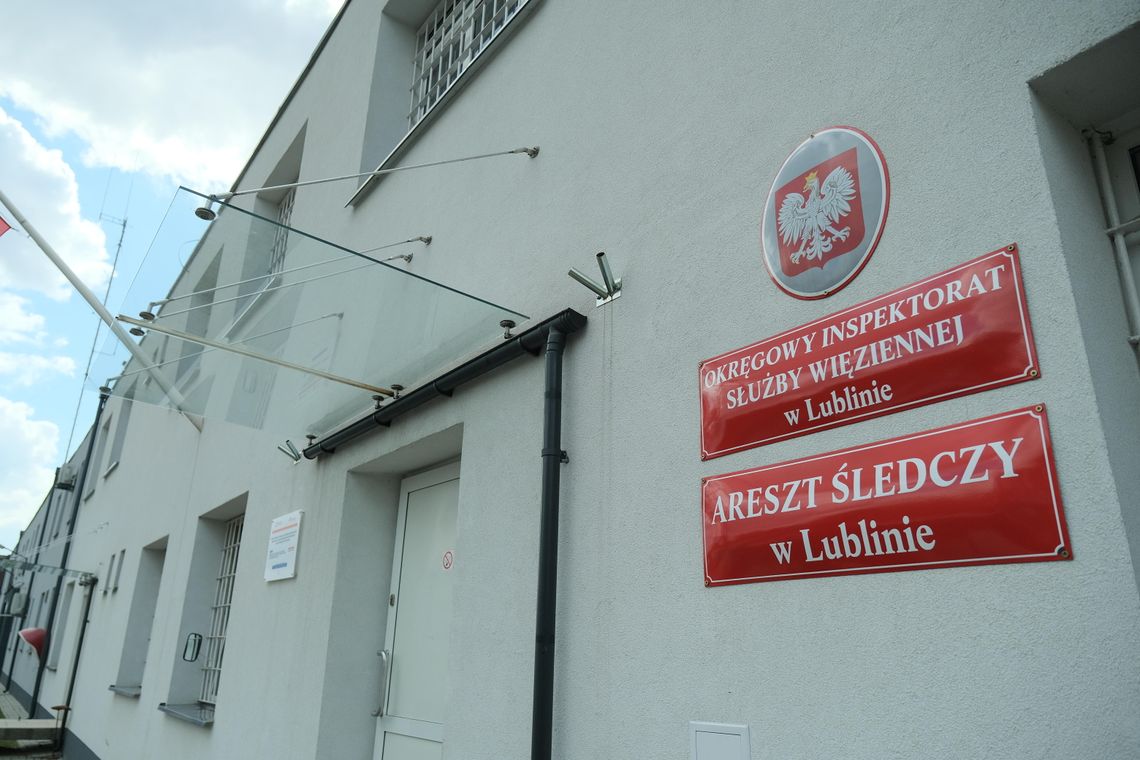 OKRĘGOWY INSPEKTORAT
SŁUŻBY WIĘZIENNEJ
w Lublinie
ARESZT ŚLEDCZY
w Lublinie